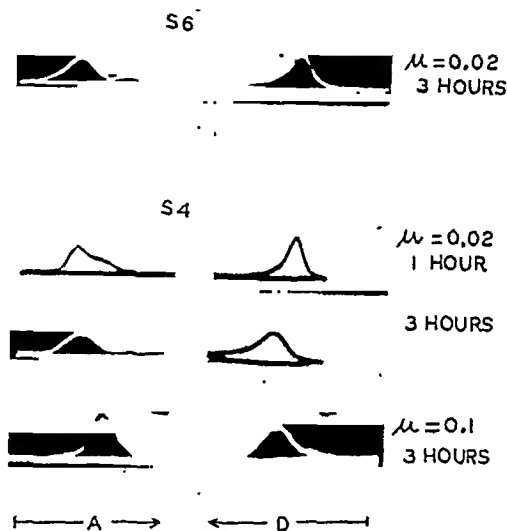 S6
μ=0.02
3 HOURS
S4
μ=0.02
1 HOUR
3 HOURS
μ=0.1
3 HOURS
A D